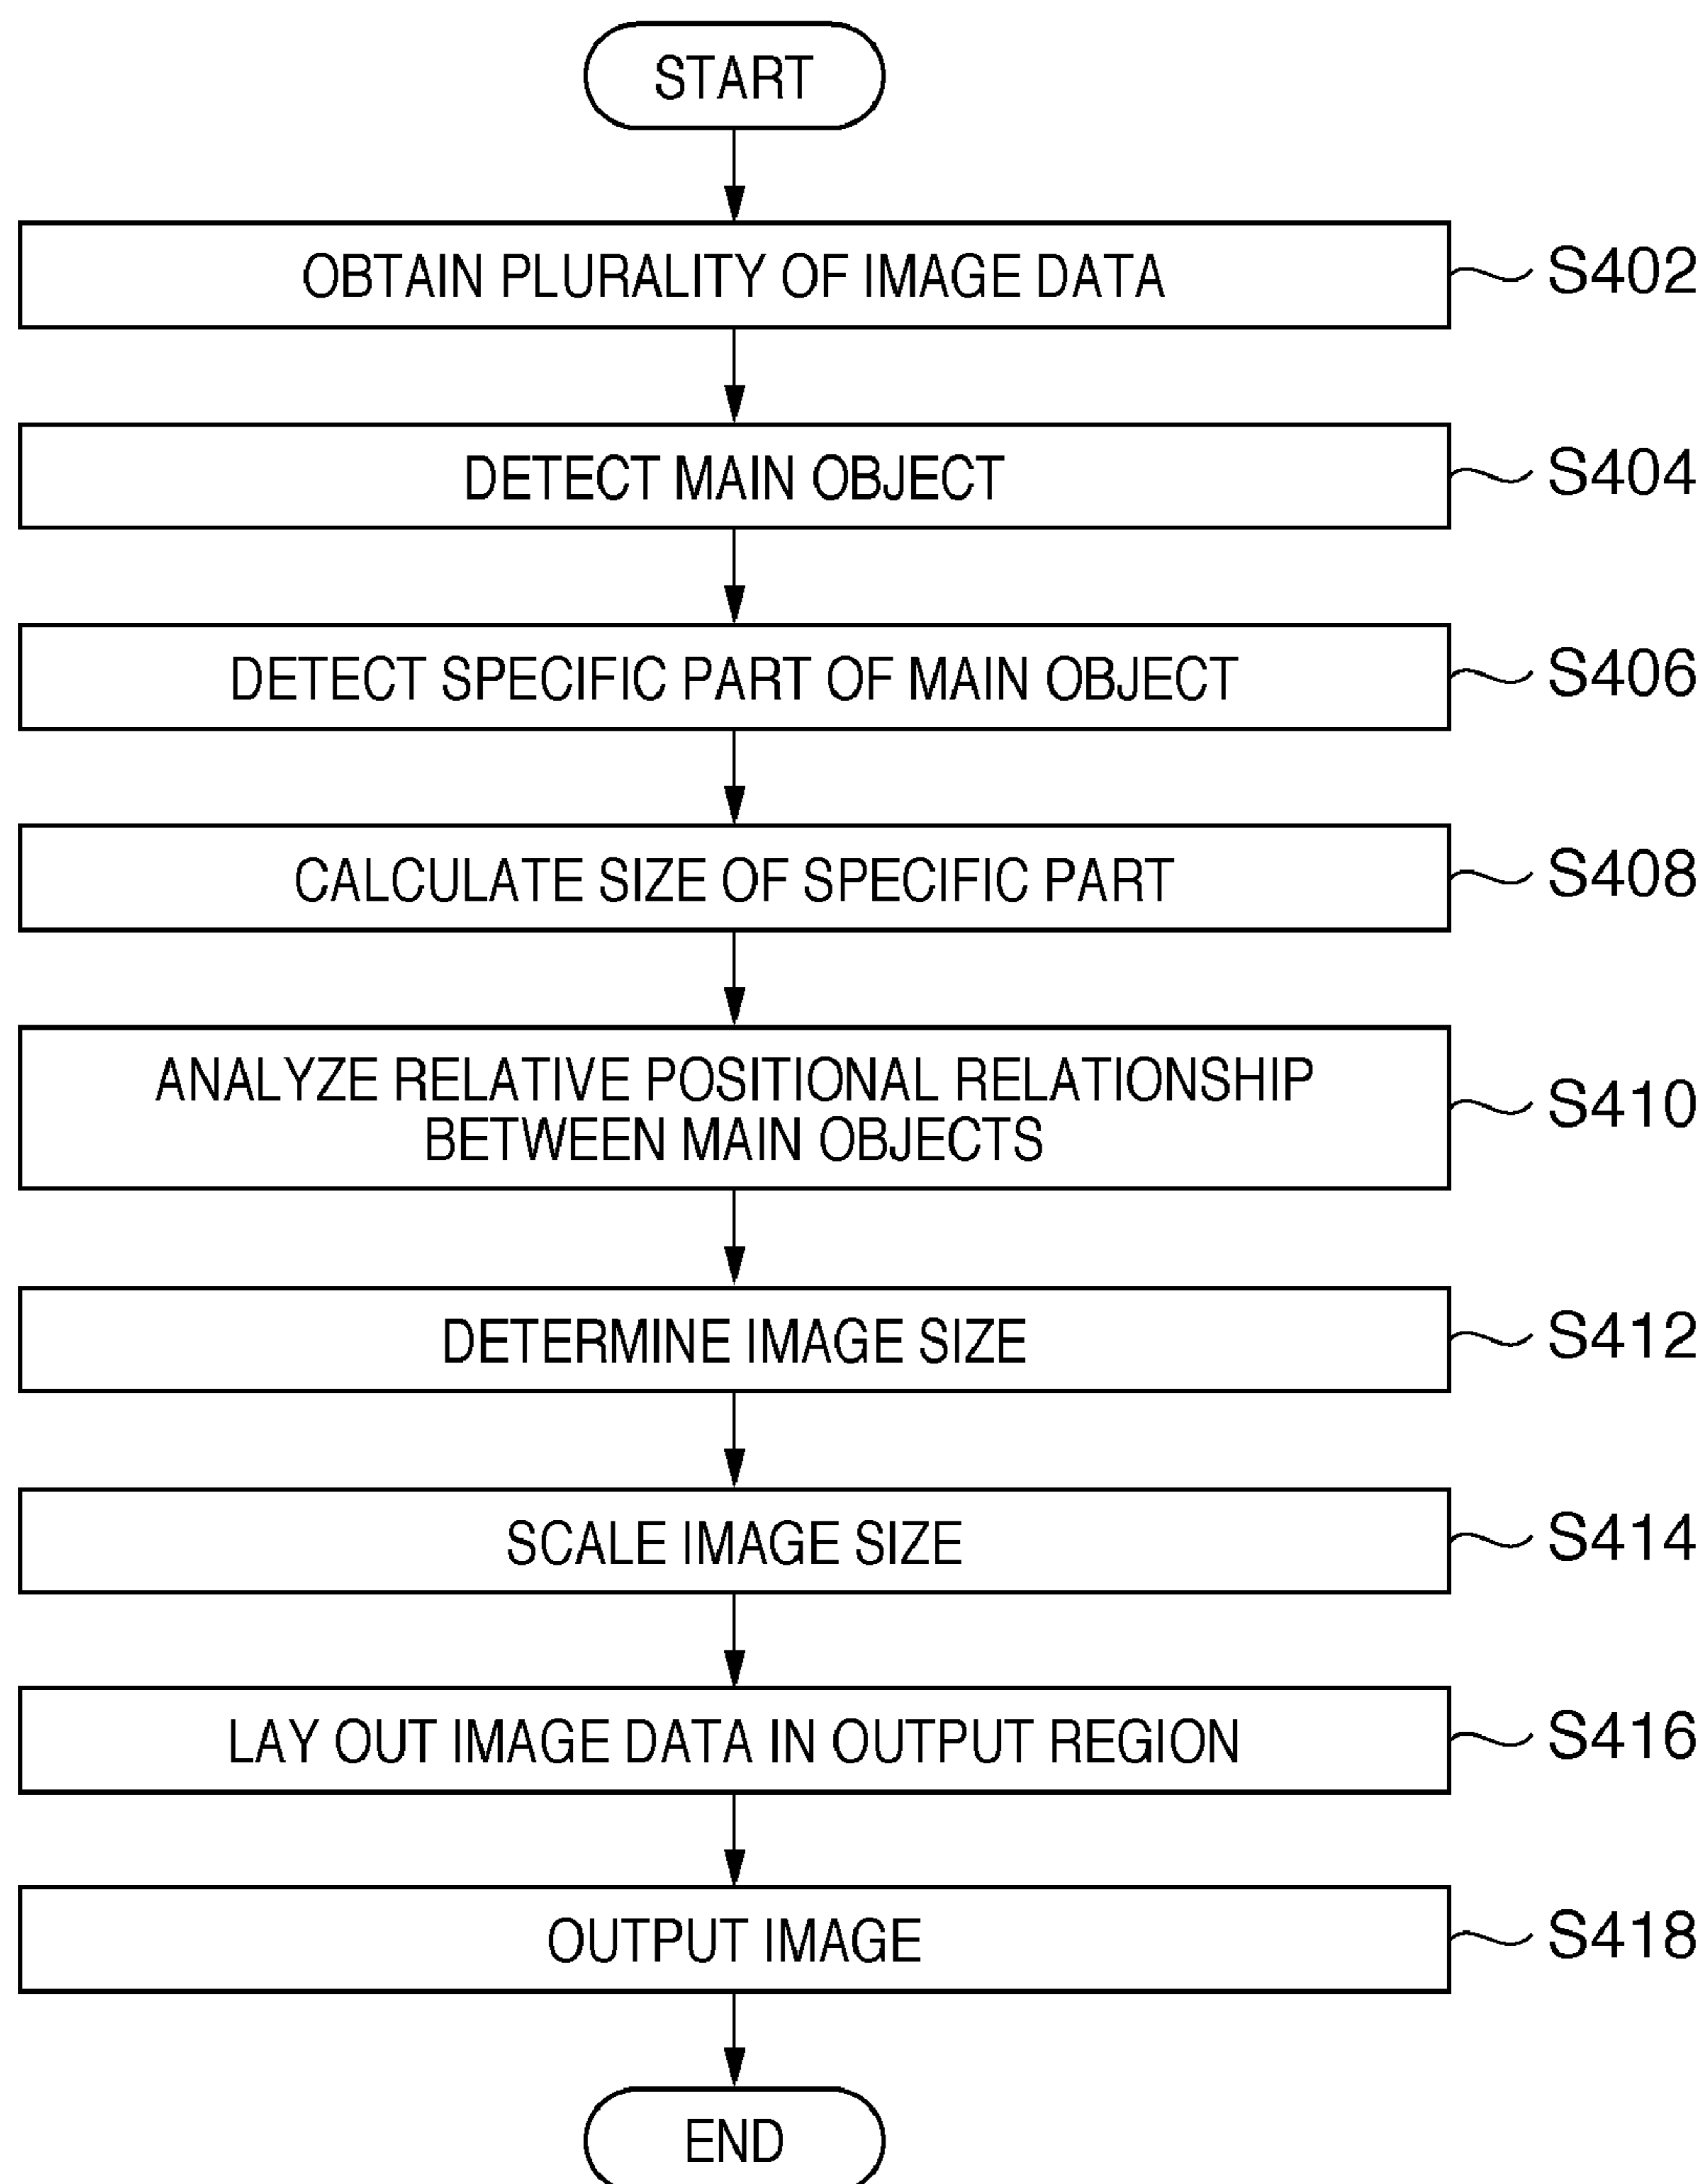 START
OBTAIN PLURALITY OF IMAGE DATA
S402
DETECT MAIN OBJECT
S404
DETECT SPECIFIC PART OF MAIN OBJECT
S406
CALCULATE SIZE OF SPECIFIC PART
S408
ANALYZE RELATIVE POSITIONAL RELATIONSHIP
BETWEEN MAIN OBJECTS
S410
DETERMINE IMAGE SIZE
S412
SCALE IMAGE SIZE
S414
LAY OUT IMAGE DATA IN OUTPUT REGION
S416
OUTPUT IMAGE
S418
END